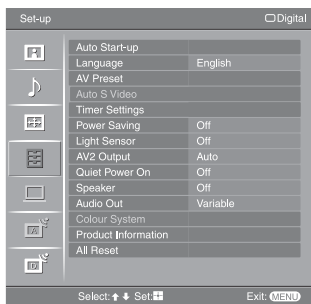 Set-up Digital
Auto Start-up
Language English
AV Preset
Auto S Video
Timer Settings
Power Saving Off
Light Sensor Off
AV2 Output Auto
Quiet Power On Off
Speaker Off
Audio Out Variable
Colour System
A
Product Information
All Reset
D
Select: Set: Exit: MENU